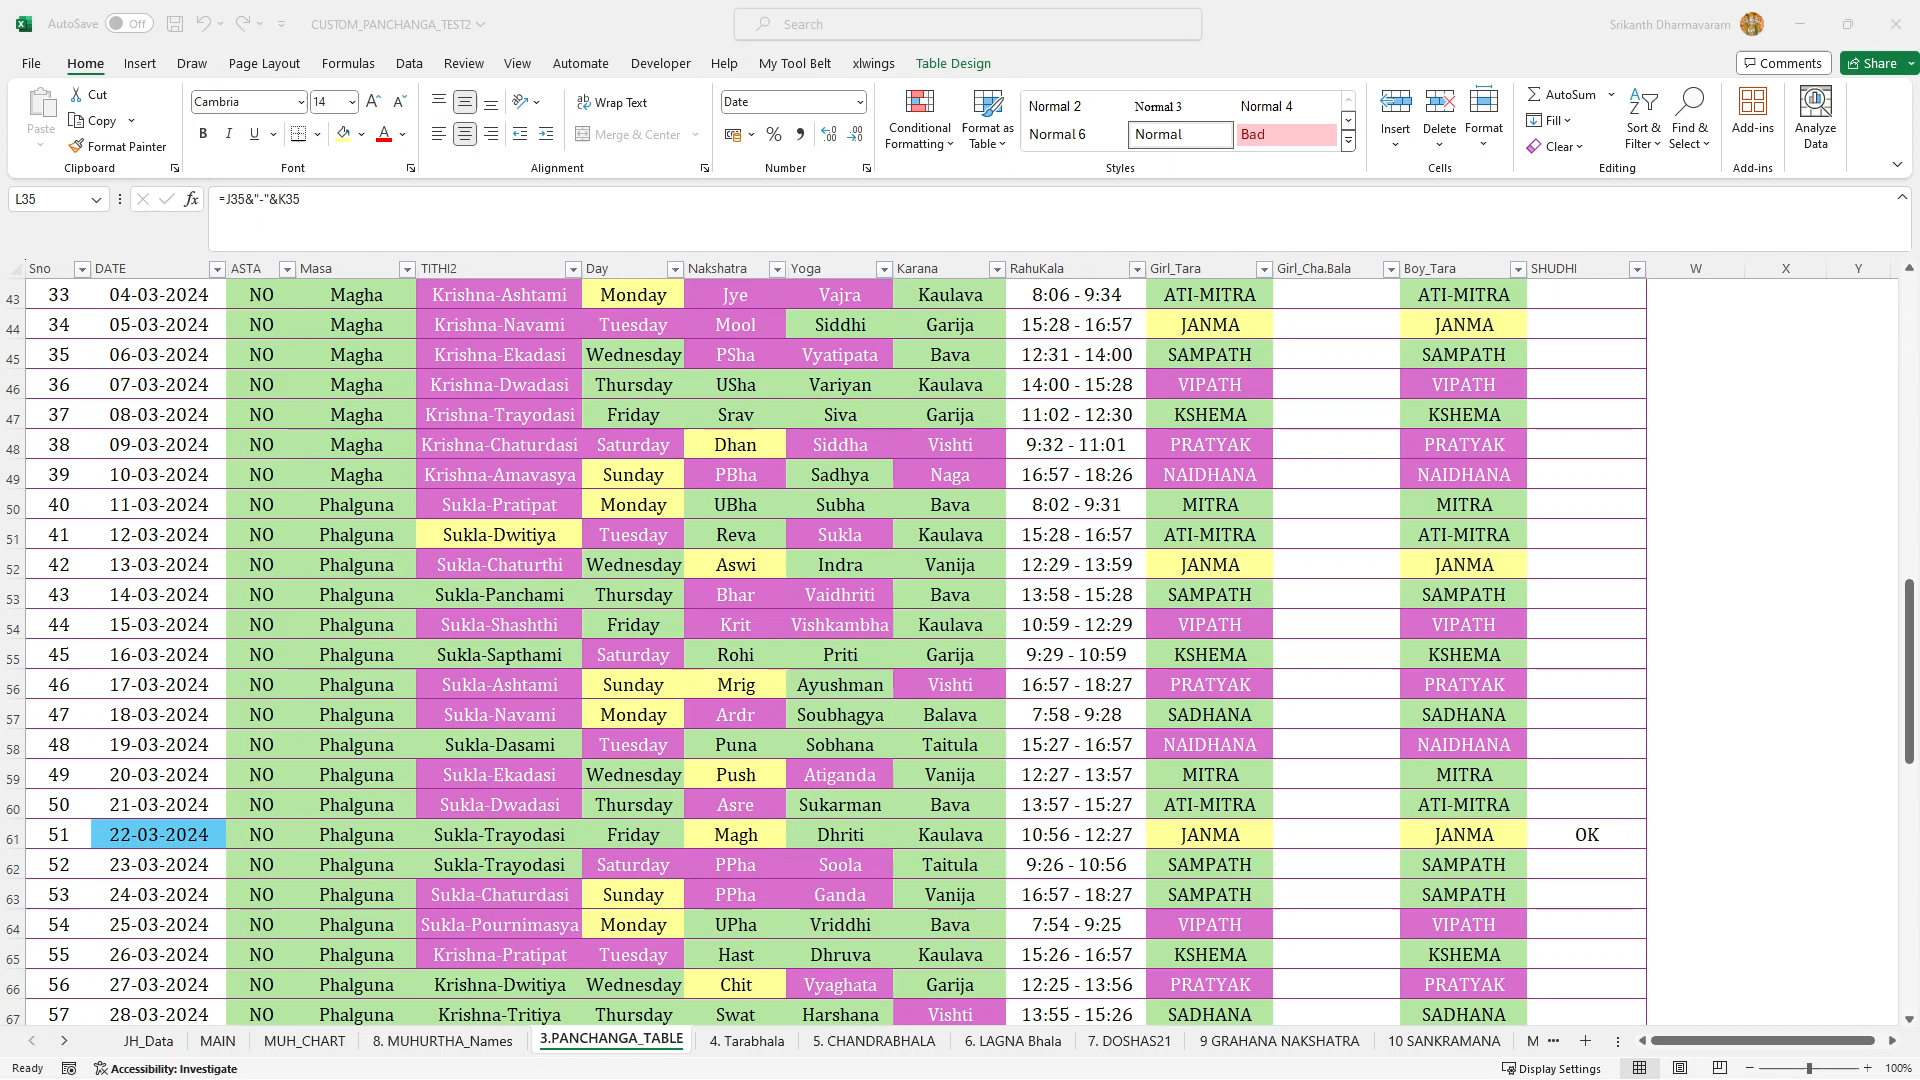 AutoSave Off CUSTOM_PANCHANGA_TEST2 Search Srikanth Dharmavaram
File Home Insert Draw Page Layout Formulas Data Review View Automate Developer Help My Tool Belt xlwings Table Design Comments Share
Paste Cut Copy Format Painter Clipboard
Cambria 14 B I U A Font
ab Wrap Text Merge & Center Alignment
Date % Number
Conditional Formatting Format as Table
Normal 2 Normal 3 Normal 4
Normal 6 Normal Bad
Styles
Insert Delete Format Cells
AutoSum Fill Clear Sort & Filter Find & Select Editing
Add-ins Add-ins
Analyze Data
L35 fx =J35&"-"&K35
Sno DATE ASTA Masa TITHI2 Day Nakshatra Yoga Karana RahuKala Girl_Tara Girl_Cha.Bala Boy_Tara SHUDHI W X Y
43 33 04-03-2024 NO Magha Krishna-Ashtami Monday Jye Vajra Kaulava 8:06 - 9:34 ATI-MITRA ATI-MITRA
44 34 05-03-2024 NO Magha Krishna-Navami Tuesday Mool Siddhi Garija 15:28 - 16:57 JANMA JANMA
45 35 06-03-2024 NO Magha Krishna-Ekadasi Wednesday PSha Vyatipata Bava 12:31 - 14:00 SAMPATH SAMPATH
46 36 07-03-2024 NO Magha Krishna-Dwadasi Thursday USha Variyan Kaulava 14:00 - 15:28 VIPATH VIPATH
47 37 08-03-2024 NO Magha Krishna-Trayodasi Friday Srav Siva Garija 11:02 - 12:30 KSHEMA KSHEMA
48 38 09-03-2024 NO Magha Krishna-Chaturdasi Saturday Dhan Siddha Vishti 9:32 - 11:01 PRATYAK PRATYAK
49 39 10-03-2024 NO Magha Krishna-Amavasya Sunday PBha Sadhya Naga 16:57 - 18:26 NAIDHANA NAIDHANA
50 40 11-03-2024 NO Phalguna Sukla-Pratipat Monday UBha Subha Bava 8:02 - 9:31 MITRA MITRA
51 41 12-03-2024 NO Phalguna Sukla-Dwitiya Tuesday Reva Sukla Kaulava 15:28 - 16:57 ATI-MITRA ATI-MITRA
52 42 13-03-2024 NO Phalguna Sukla-Chaturthi Wednesday Aswi Indra Vanija 12:29 - 13:59 JANMA JANMA
53 43 14-03-2024 NO Phalguna Sukla-Panchami Thursday Bhar Vaidhriti Bava 13:58 - 15:28 SAMPATH SAMPATH
54 44 15-03-2024 NO Phalguna Sukla-Shashthi Friday Krit Vishkambha Kaulava 10:59 - 12:29 VIPATH VIPATH
55 45 16-03-2024 NO Phalguna Sukla-Sapthami Saturday Rohi Priti Garija 9:29 - 10:59 KSHEMA KSHEMA
56 46 17-03-2024 NO Phalguna Sukla-Ashtami Sunday Mrig Ayushman Vishti 16:57 - 18:27 PRATYAK PRATYAK
57 47 18-03-2024 NO Phalguna Sukla-Navami Monday Ardr Soubhagya Balava 7:58 - 9:28 SADHANA SADHANA
58 48 19-03-2024 NO Phalguna Sukla-Dasami Tuesday Puna Sobhana Taitula 15:27 - 16:57 NAIDHANA NAIDHANA
59 49 20-03-2024 NO Phalguna Sukla-Ekadasi Wednesday Push Atiganda Vanija 12:27 - 13:57 MITRA MITRA
60 50 21-03-2024 NO Phalguna Sukla-Dwadasi Thursday Asre Sukarman Bava 13:57 - 15:27 ATI-MITRA ATI-MITRA
61 51 22-03-2024 NO Phalguna Sukla-Trayodasi Friday Magh Dhriti Kaulava 10:56 - 12:27 JANMA JANMA OK
62 52 23-03-2024 NO Phalguna Sukla-Trayodasi Saturday PPha Soola Taitula 9:26 - 10:56 SAMPATH SAMPATH
63 53 24-03-2024 NO Phalguna Sukla-Chaturdasi Sunday PPha Ganda Vanija 16:57 - 18:27 SAMPATH SAMPATH
64 54 25-03-2024 NO Phalguna Sukla-Pournimasya Monday UPha Vriddhi Bava 7:54 - 9:25 VIPATH VIPATH
65 55 26-03-2024 NO Phalguna Krishna-Pratipat Tuesday Hast Dhruva Kaulava 15:26 - 16:57 KSHEMA KSHEMA
66 56 27-03-2024 NO Phalguna Krishna-Dwitiya Wednesday Chit Vyaghata Garija 12:25 - 13:56 PRATYAK PRATYAK
67 57 28-03-2024 NO Phalguna Krishna-Tritiya Thursday Swat Harshana Vishti 13:55 - 15:26 SADHANA SADHANA
JH_Data MAIN MUH_CHART 8. MUHURTHA_Names 3.PANCHANGA_TABLE 4. Tarabhala 5. CHANDRABHALA 6. LAGNA Bhala 7. DOSHAS21 9 GRAHANA NAKSHATRA 10 SANKRAMANA M ...
Ready Accessibility: Investigate Display Settings 100%